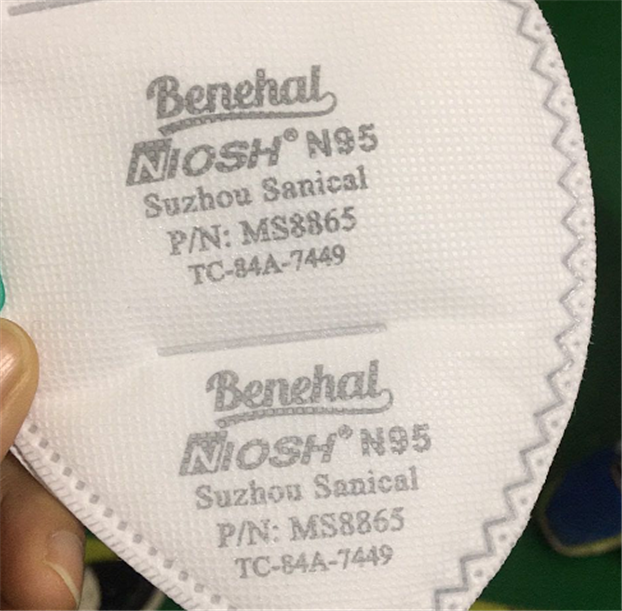 Benehal
NIOSH® N95
Suzhou Sanical
P/N: MS8865
TC-84A-7449
Benehal
NIOSH® N95
Suzhou Sanical
P/N: MS8865
TC-84A-7449